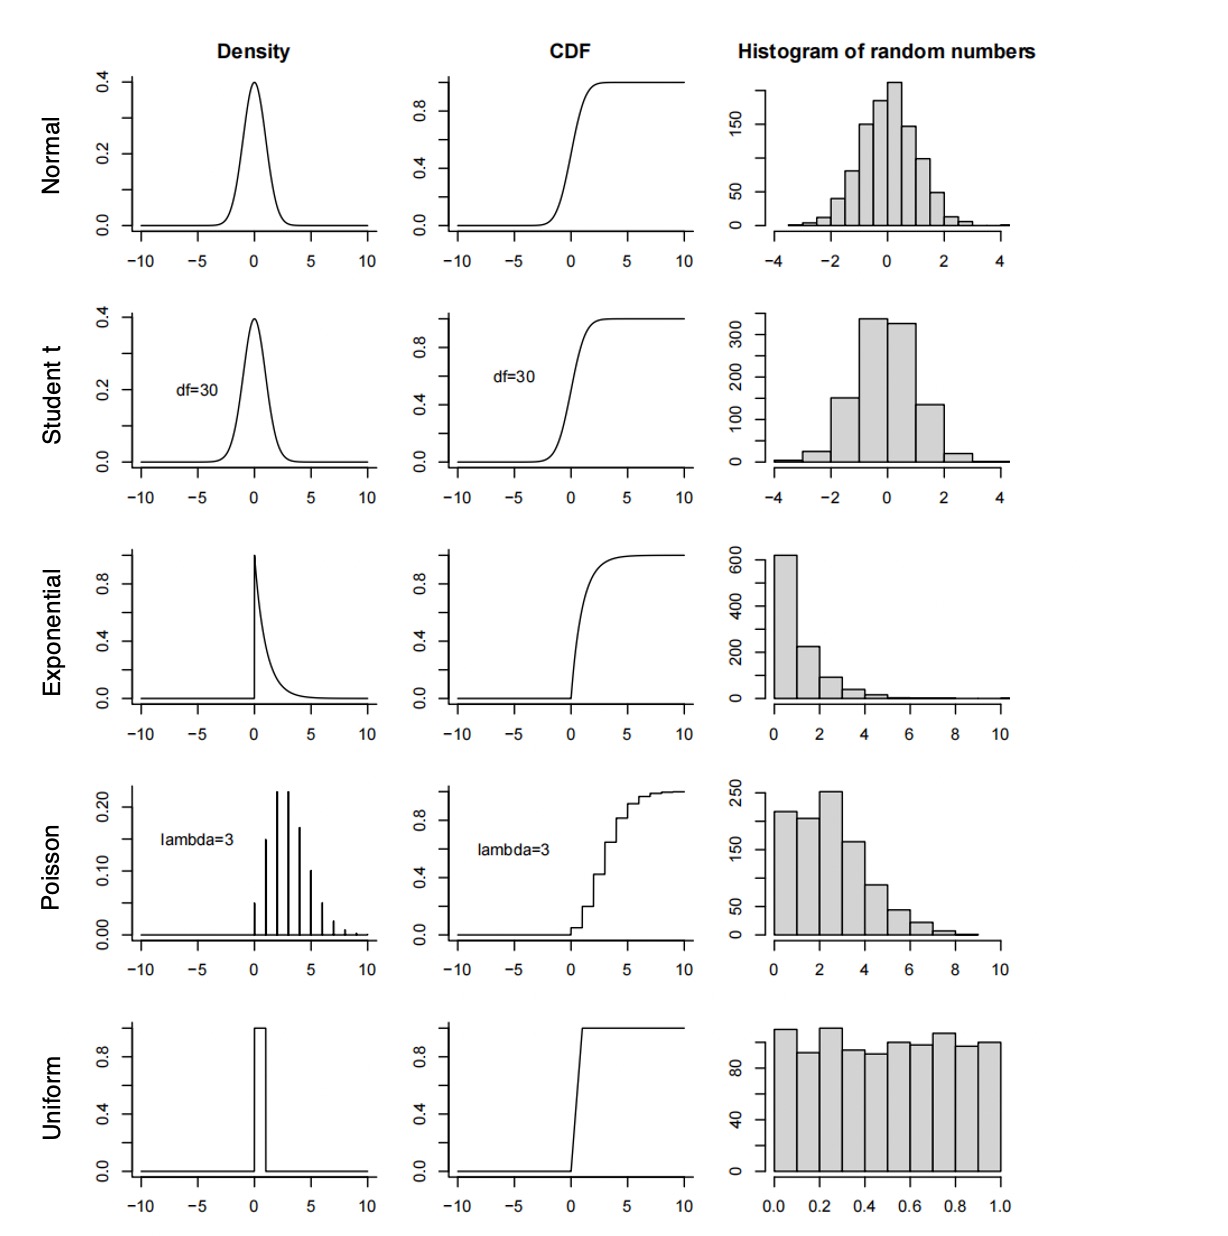 Density CDF Histogram of random numbers
Normal
0.0 0.2 0.4
−10 −5 0 5 10
0.0 0.4 0.8
−10 −5 0 5 10
0 50 150
−4 −2 0 2 4
Student t
0.0 0.2 0.4
df=30
−10 −5 0 5 10
0.0 0.4 0.8
df=30
−10 −5 0 5 10
0 100 200 300
−4 −2 0 2 4
Exponential
0.0 0.4 0.8
−10 −5 0 5 10
0.0 0.4 0.8
−10 −5 0 5 10
0 200 400 600
0 2 4 6 8 10
Poisson
0.00 0.10 0.20
lambda=3
−10 −5 0 5 10
0.0 0.4 0.8
lambda=3
−10 −5 0 5 10
0 50 150 250
0 2 4 6 8 10
Uniform
0.0 0.4 0.8
−10 −5 0 5 10
0.0 0.4 0.8
−10 −5 0 5 10
0 40 80
0.0 0.2 0.4 0.6 0.8 1.0